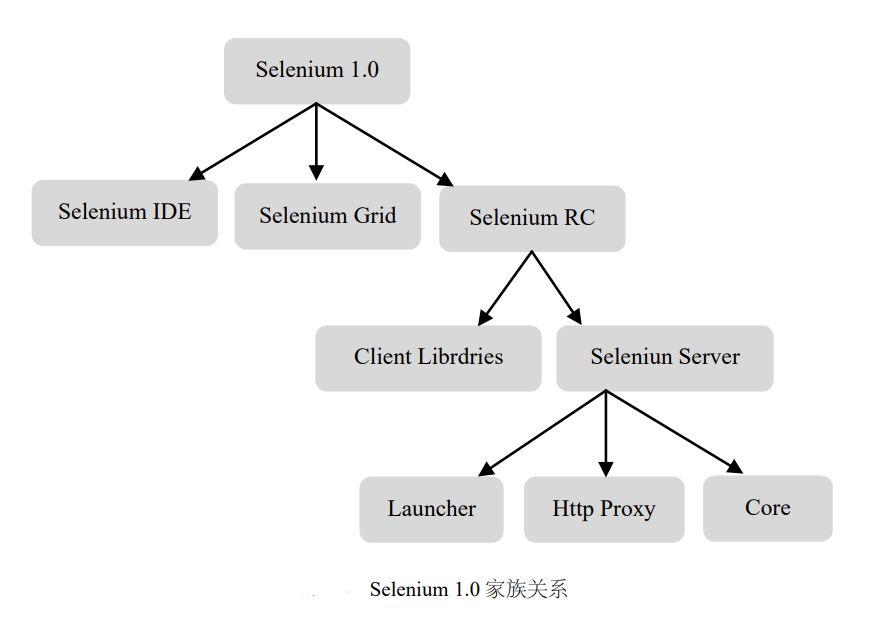 Selenium 1.0
Selenium IDE
Selenium Grid
Selenium RC
Client Librdries
Seleniun Server
Launcher
Http Proxy
Core
Selenium 1.0 家族关系